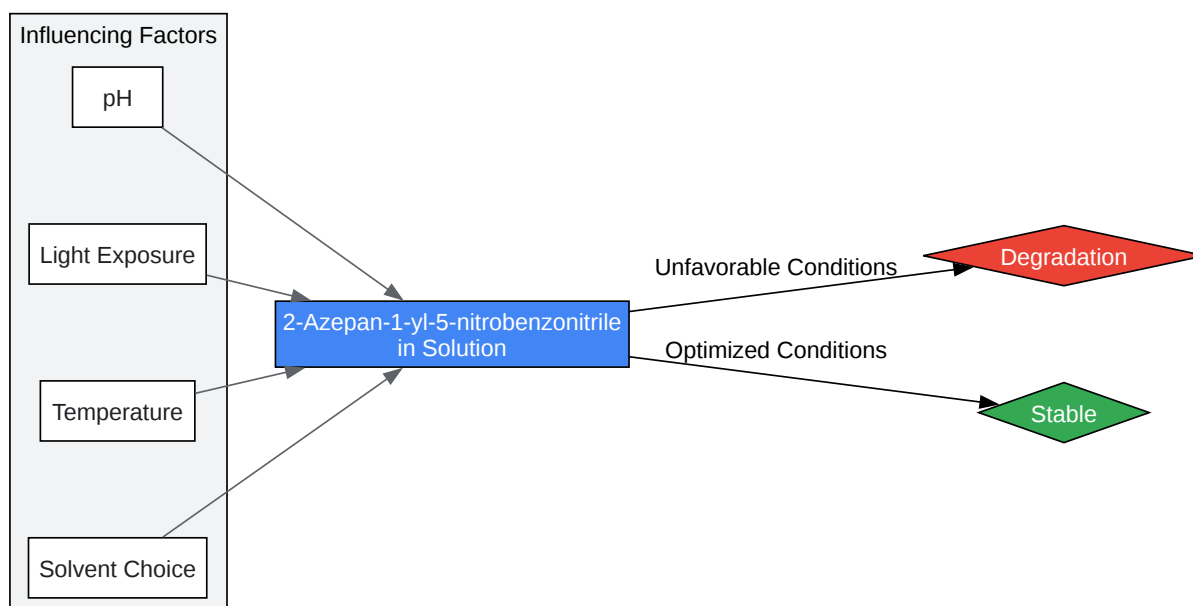 Influencing Factors
pH
Light Exposure
Temperature
Solvent Choice
2-Azepan-1-yl-5-nitrobenzonitrile
in Solution
Unfavorable Conditions
Optimized Conditions
Degradation
Stable